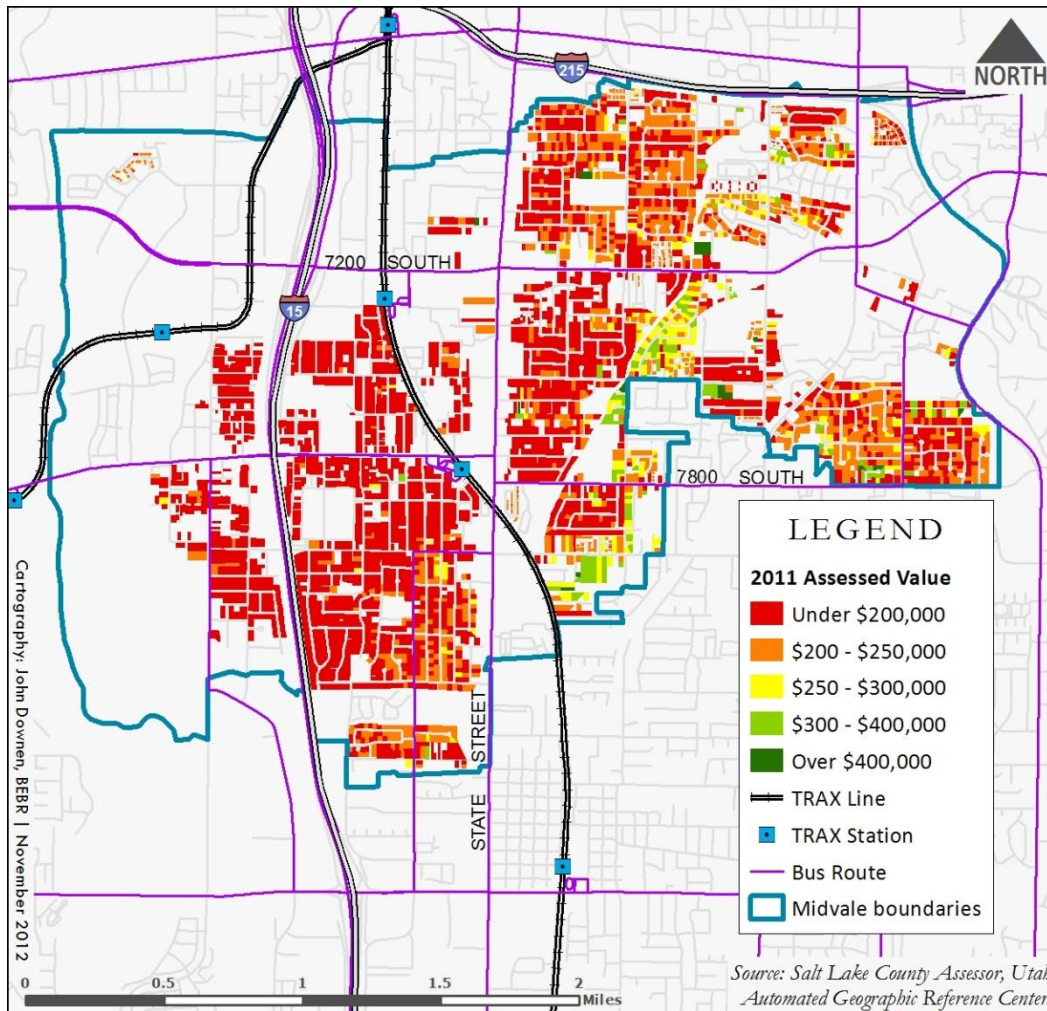 215
NORTH
7200 SOUTH
15
7800 SOUTH
STATE STREET
LEGEND
2011 Assessed Value
Under $200,000
$200 - $250,000
$250 - $300,000
$300 - $400,000
Over $400,000
TRAX Line
TRAX Station
Bus Route
Midvale boundaries
Cartography: John Downen, BEBR | November 2012
0 0.5 1 1.5 2
Miles
Source: Salt Lake County Assessor, Utah
Automated Geographic Reference Center.